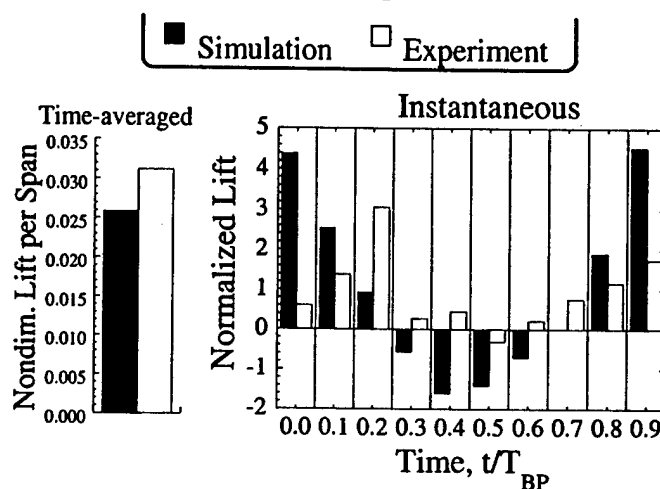 Simulation Experiment
Time-averaged
Nondim. Lift per Span
0.035
0.030
0.025
0.020
0.015
0.010
0.005
0.000
Instantaneous
Normalized Lift
5
4
3
2
1
0
-1
-2
0.0 0.1 0.2 0.3 0.4 0.5 0.6 0.7 0.8 0.9
Time, t/T_BP